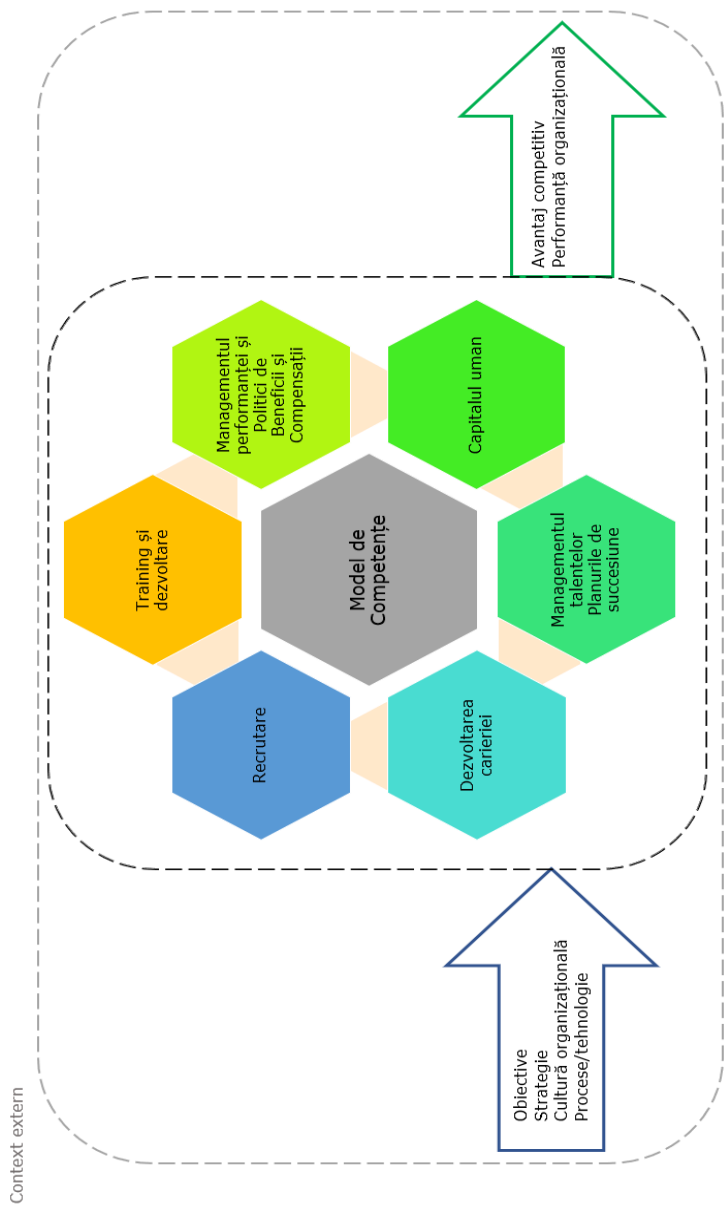 Context extern
Obiective
Strategie
Cultură organizațională
Procese/tehnologie
Recrutare
Training și
dezvoltare
Managementul
performanței și
Politici de
Beneficii și
Compensații
Model de
Competențe
Dezvoltarea
carieriei
Managementul
talentelor
Planurile de
succesiune
Capitalul uman
Avantaj competitiv
Performanță organizațională